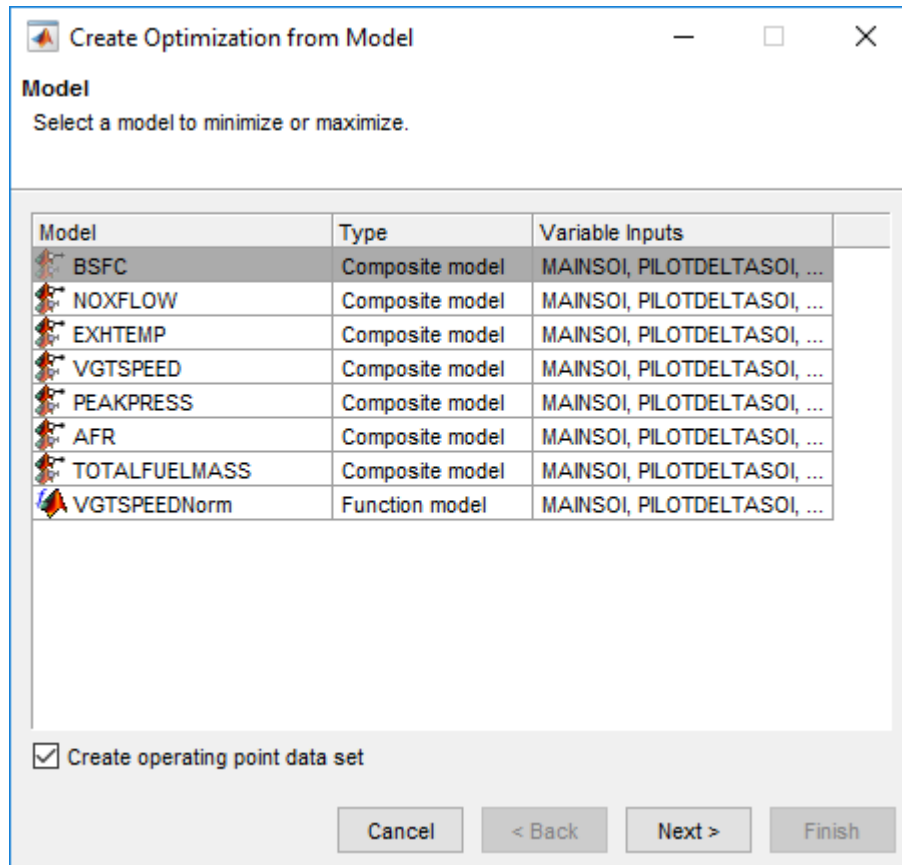 Create Optimization from Model
Model
Select a model to minimize or maximize.
Model Type Variable Inputs
BSFC Composite model MAINSOI, PILOTDELTASOI, ...
NOXFLOW Composite model MAINSOI, PILOTDELTASOI, ...
EXHTEMP Composite model MAINSOI, PILOTDELTASOI, ...
VGTSPEED Composite model MAINSOI, PILOTDELTASOI, ...
PEAKPRESS Composite model MAINSOI, PILOTDELTASOI, ...
AFR Composite model MAINSOI, PILOTDELTASOI, ...
TOTALFUELMASS Composite model MAINSOI, PILOTDELTASOI, ...
VGTSPEEDNorm Function model MAINSOI, PILOTDELTASOI, ...
Create operating point data set
Cancel < Back Next > Finish